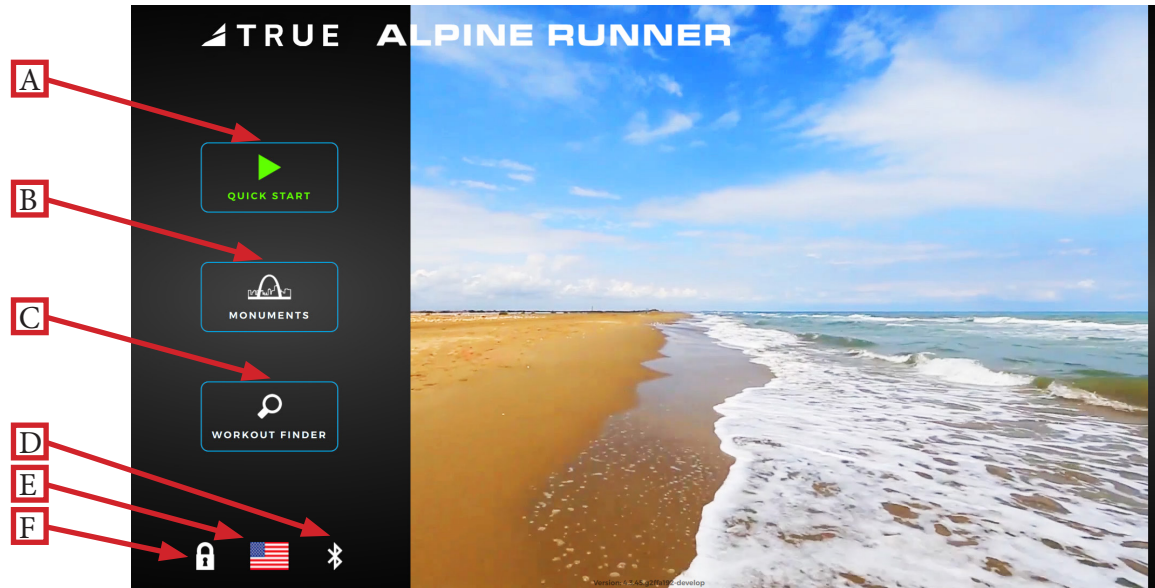 TRUE ALPINE RUNNER
A
QUICK START
B
MONUMENTS
C
WORKOUT FINDER
D
E
F